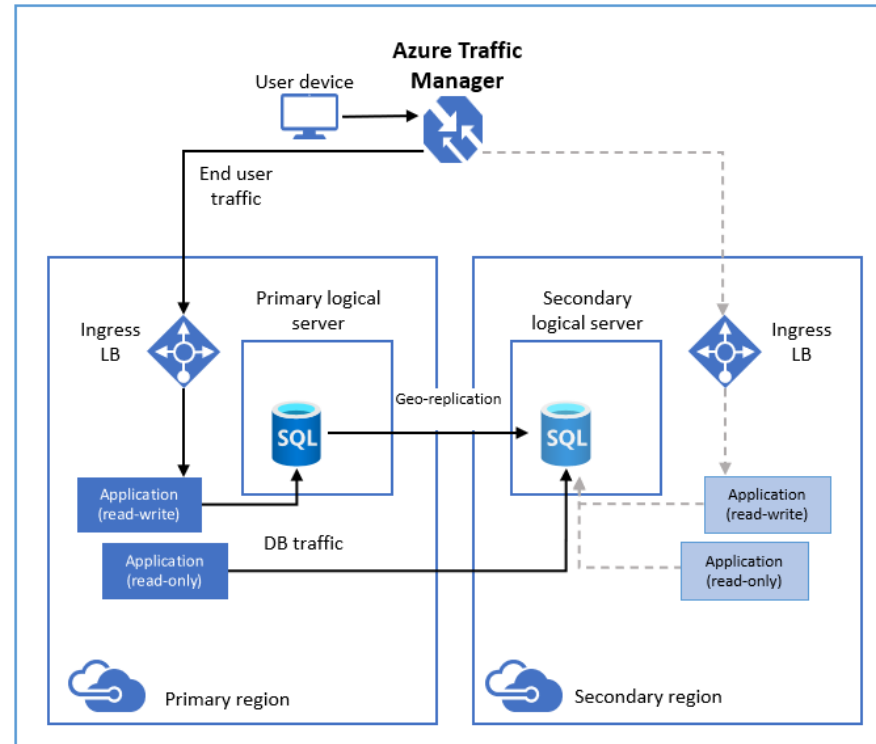 Azure Traffic
Manager
User device
End user
traffic
Primary logical
server
Secondary
logical server
Ingress
LB
Ingress
LB
Geo-replication
SQL
SQL
Application
(read-write)
Application
(read-write)
DB traffic
Application
(read-only)
Application
(read-only)
Primary region
Secondary region